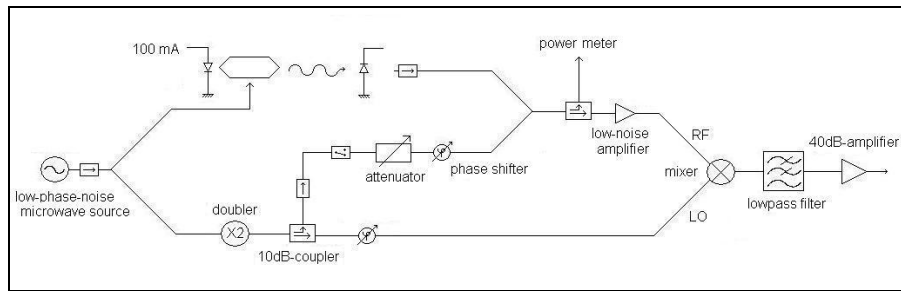 power meter
100 mA
low-noise
amplifier
RF
40dB-amplifier
mixer
attenuator
phase shifter
low-phase-noise
microwave source
doubler
X2
lowpass filter
LO
10dB-coupler
φ
φ